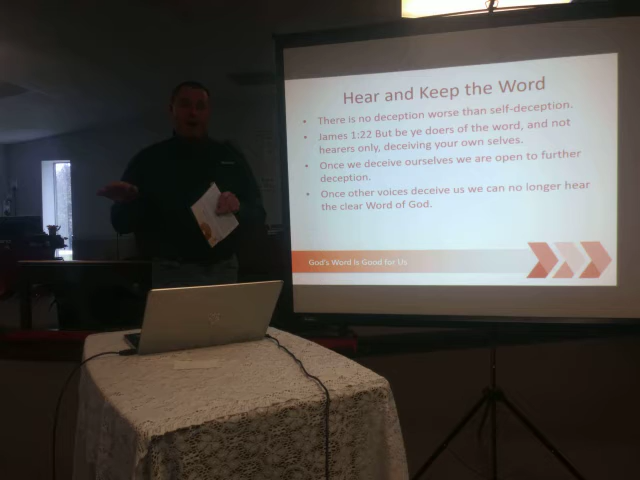 Hear and Keep the Word
• There is no deception worse than self-deception.
• James 1:22 But be ye doers of the word, and not
hearers only, deceiving your own selves.
• Once we deceive ourselves we are open to further
deception.
• Once other voices deceive us we can no longer hear
the clear Word of God.
God's Word Is Good for Us